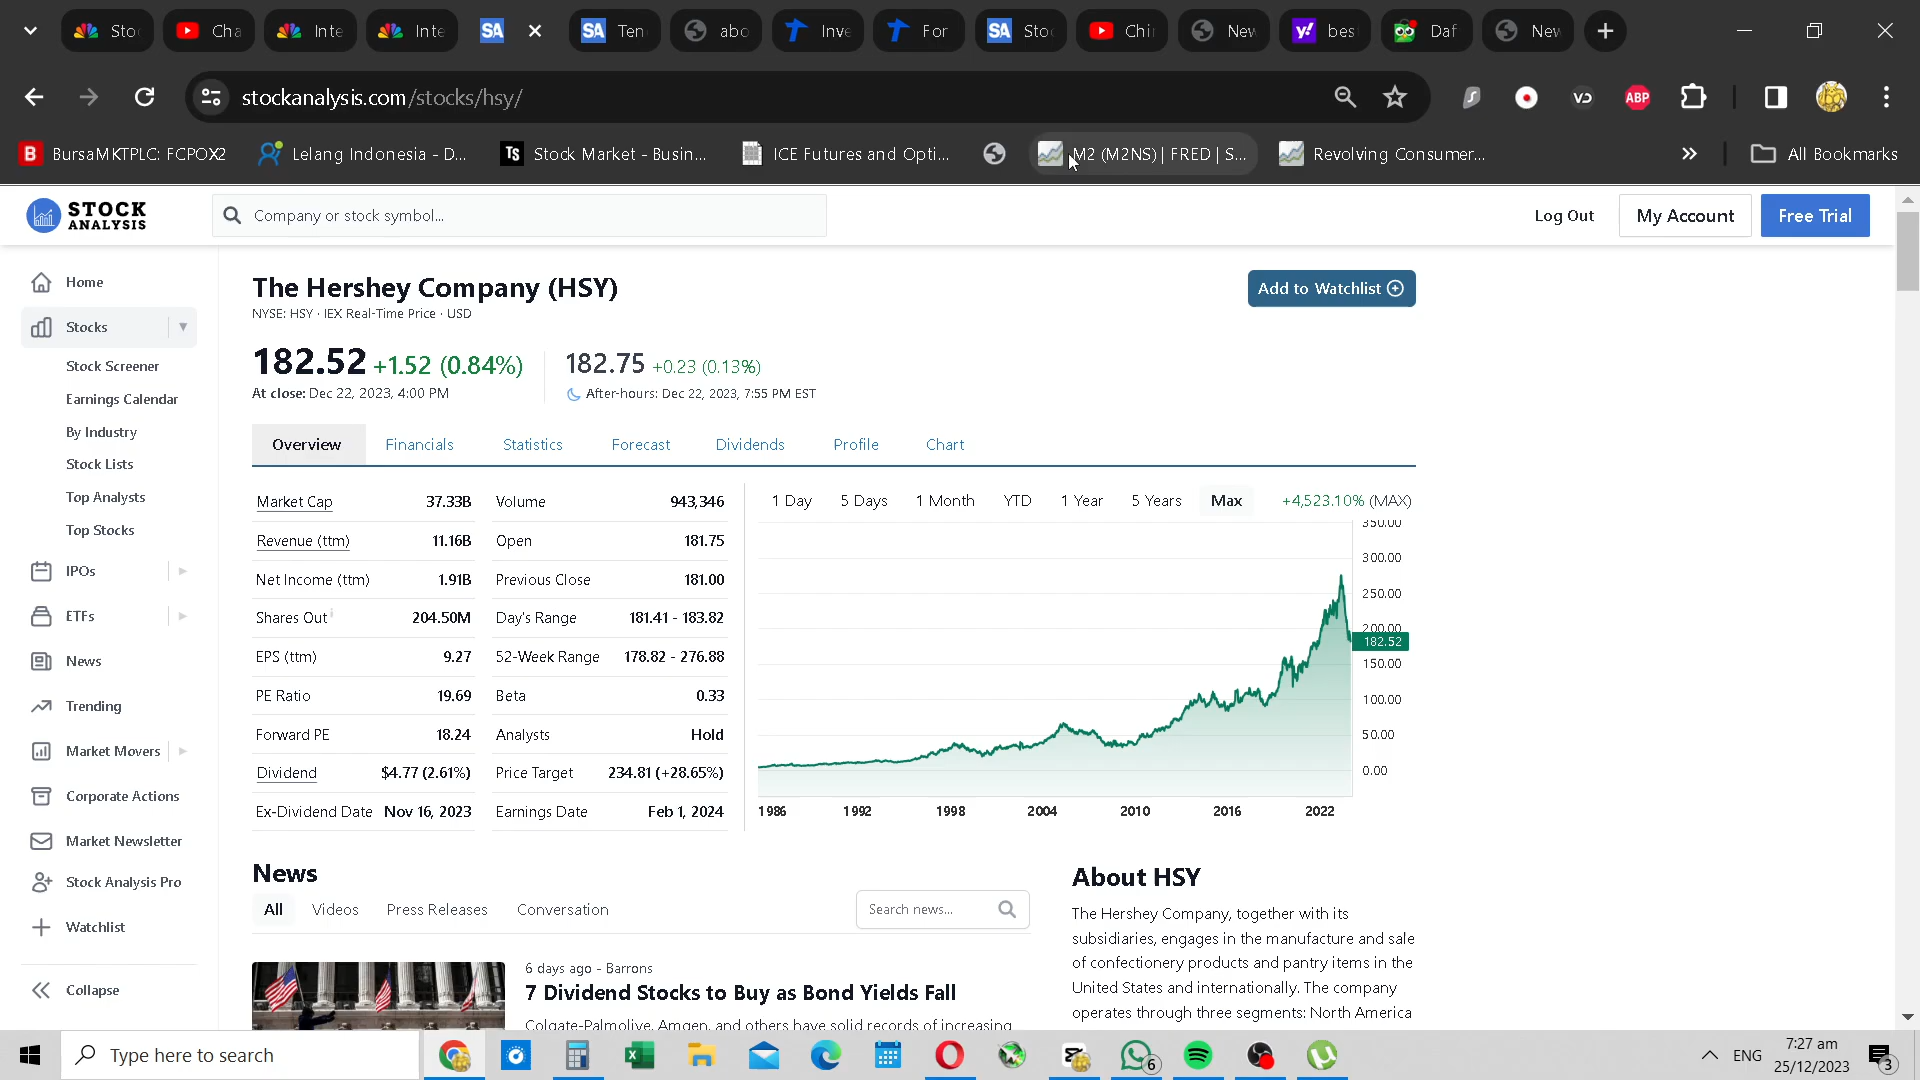 Sto
Cha
Inte
Inte
SA
SA Ten
abo
Inve
For
SA Sto
Chi
New
y! bes
Daf
New
stockanalysis.com/stocks/hsy/
VD
ABP
B BursaMKTPLC: FCPOX2
Lelang Indonesia - D...
Ts Stock Market - Busin...
ICE Futures and Opti...
M2 (M2NS) | FRED | S...
Revolving Consumer...
All Bookmarks
STOCK
ANALYSIS
Company or stock symbol...
Log Out
My Account
Free Trial
Home
Stocks
Stock Screener
Earnings Calendar
By Industry
Stock Lists
Top Analysts
Top Stocks
IPOs
ETFs
News
Trending
Market Movers
Corporate Actions
Market Newsletter
Stock Analysis Pro
Watchlist
Collapse
The Hershey Company (HSY)
NYSE: HSY · IEX Real-Time Price · USD
Add to Watchlist
182.52 +1.52 (0.84%)
At close: Dec 22, 2023, 4:00 PM
182.75 +0.23 (0.13%)
After-hours: Dec 22, 2023, 7:55 PM EST
Overview Financials Statistics Forecast Dividends Profile Chart
Market Cap 37.33B
Revenue (ttm) 11.16B
Net Income (ttm) 1.91B
Shares Out 204.50M
EPS (ttm) 9.27
PE Ratio 19.69
Forward PE 18.24
Dividend $4.77 (2.61%)
Ex-Dividend Date Nov 16, 2023
Volume 943,346
Open 181.75
Previous Close 181.00
Day's Range 181.41 - 183.82
52-Week Range 178.82 - 276.88
Beta 0.33
Analysts Hold
Price Target 234.81 (+28.65%)
Earnings Date Feb 1, 2024
1 Day 5 Days 1 Month YTD 1 Year 5 Years Max +4,523.10% (MAX)
350.00
300.00
250.00
200.00
182.52
150.00
100.00
50.00
0.00
1986 1992 1998 2004 2010 2016 2022
News
All Videos Press Releases Conversation
Search news...
6 days ago - Barrons
7 Dividend Stocks to Buy as Bond Yields Fall
Colgate-Palmolive, Amgen, and others have solid records of increasing
About HSY
The Hershey Company, together with its
subsidiaries, engages in the manufacture and sale
of confectionery products and pantry items in the
United States and internationally. The company
operates through three segments: North America
Type here to search
6
ENG
7:27 am
25/12/2023
3